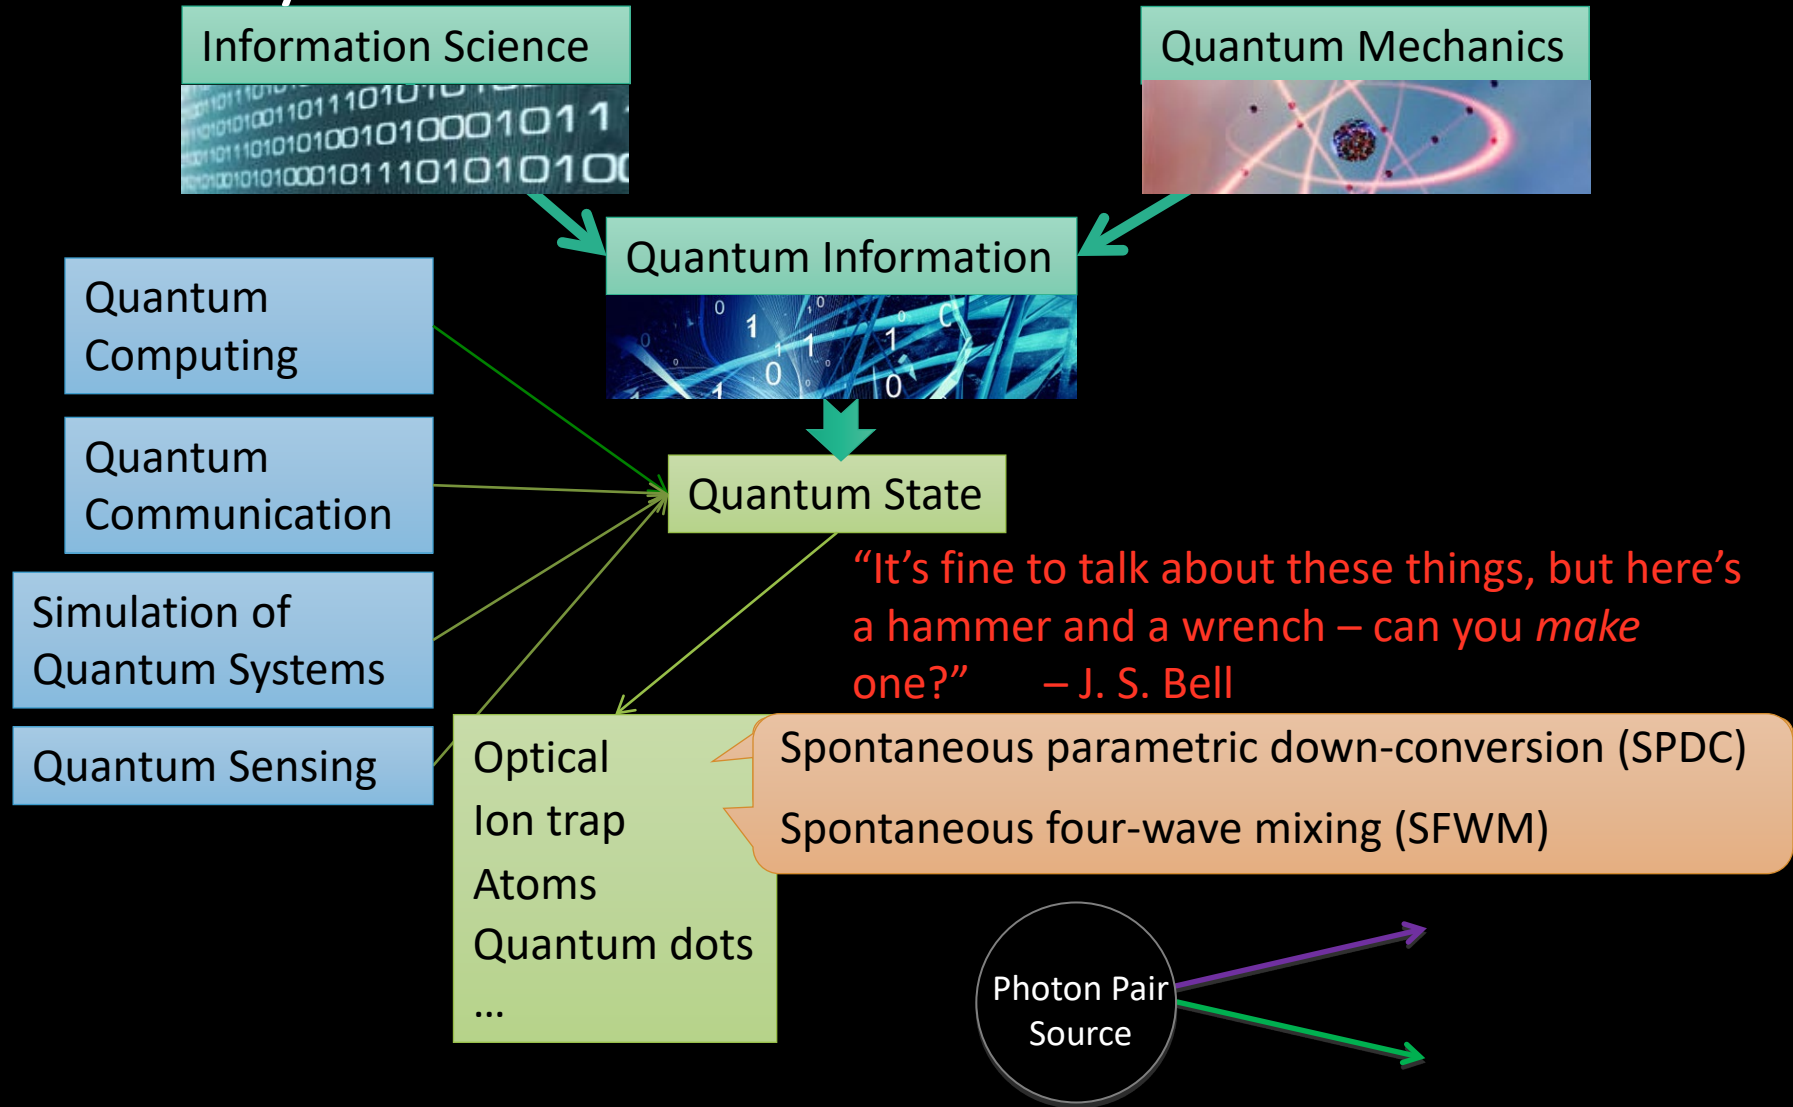 Information Science
Quantum Mechanics
Quantum Information
Quantum
Computing
Quantum
Communication
Simulation of
Quantum Systems
Quantum Sensing
Quantum State
“It’s fine to talk about these things, but here’s
a hammer and a wrench – can you make
one?” – J. S. Bell
Optical
Ion trap
Atoms
Quantum dots
...
Spontaneous parametric down-conversion (SPDC)
Spontaneous four-wave mixing (SFWM)
Photon Pair
Source